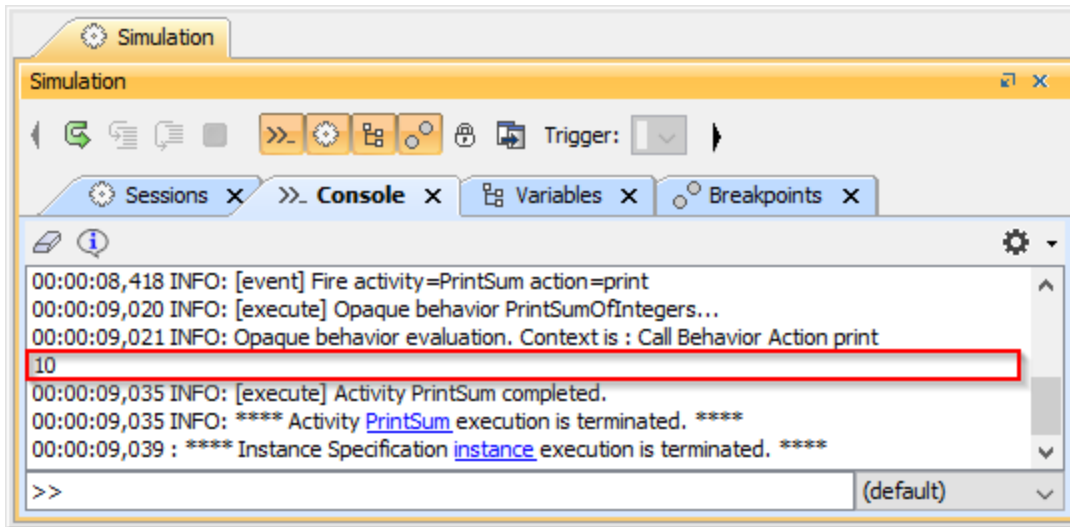 Simulation
Simulation
Trigger:
Sessions Console Variables Breakpoints
00:00:08,418 INFO: [event] Fire activity=PrintSum action=print
00:00:09,020 INFO: [execute] Opaque behavior PrintSumOfIntegers...
00:00:09,021 INFO: Opaque behavior evaluation. Context is : Call Behavior Action print
10
00:00:09,035 INFO: [execute] Activity PrintSum completed.
00:00:09,035 INFO: **** Activity PrintSum execution is terminated. ****
00:00:09,039 : **** Instance Specification instance execution is terminated. ****
>> (default)